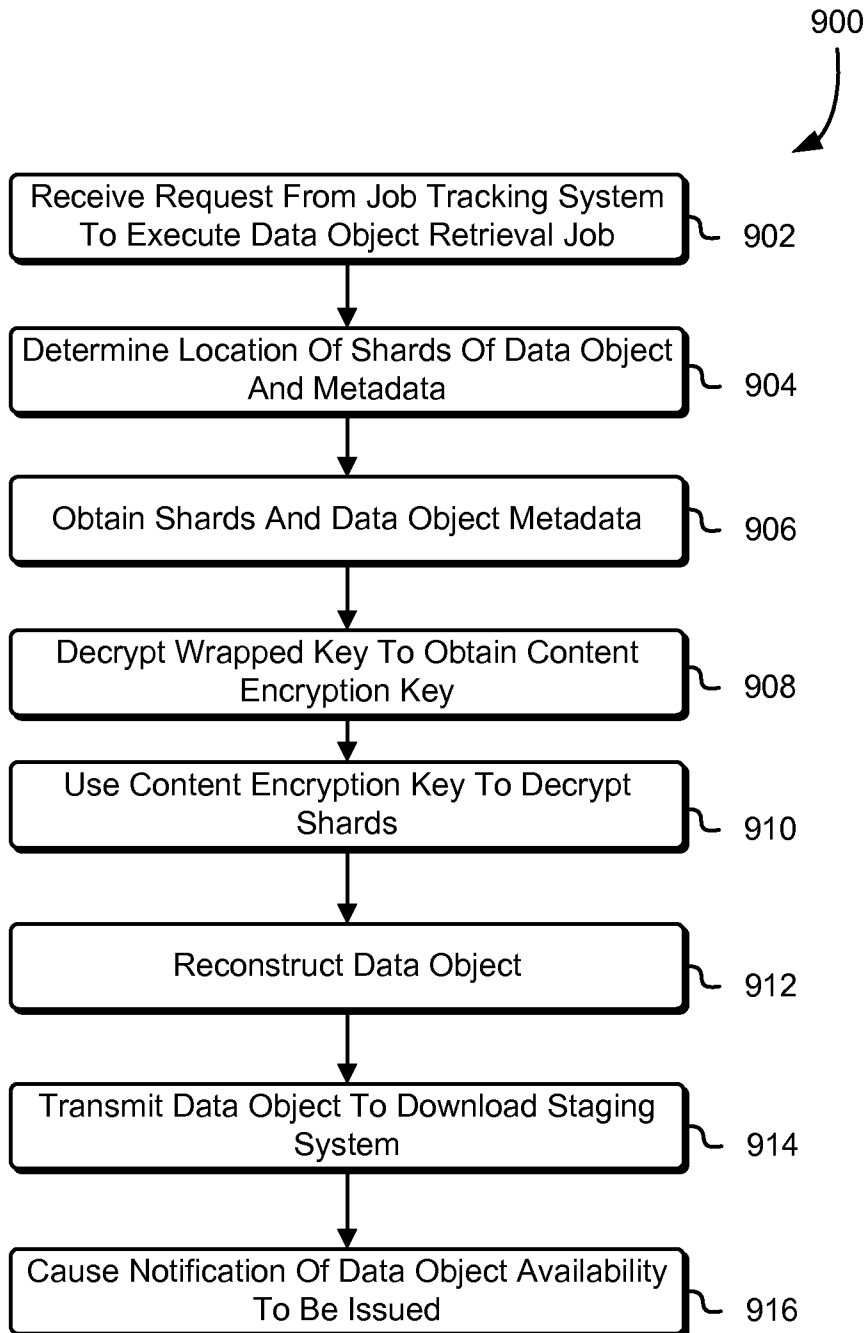 900
Receive Request From Job Tracking System
To Execute Data Object Retrieval Job
902
Determine Location Of Shards Of Data Object
And Metadata
904
Obtain Shards And Data Object Metadata
906
Decrypt Wrapped Key To Obtain Content
Encryption Key
908
Use Content Encryption Key To Decrypt
Shards
910
Reconstruct Data Object
912
Transmit Data Object To Download Staging
System
914
Cause Notification Of Data Object Availability
To Be Issued
916